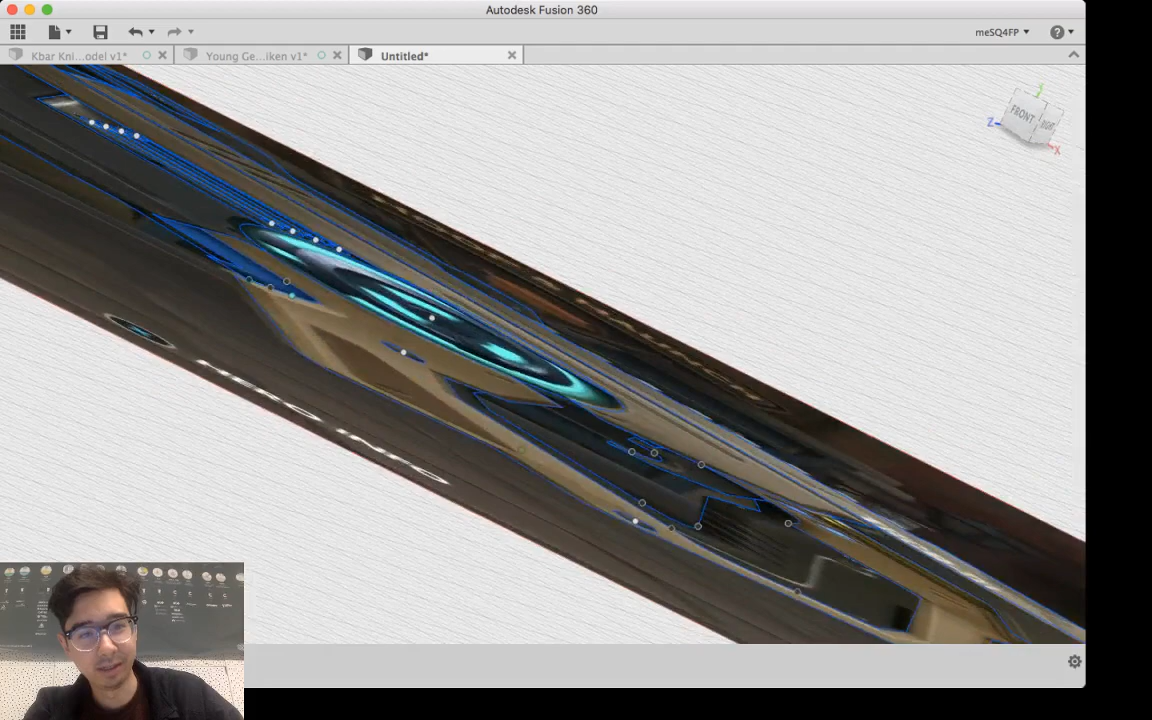 Autodesk Fusion 360
meSQ4FP
Kbar Kni...odel v1*
Young Ge...iken v1*
Untitled*
FRONT
RIGHT
Z
X